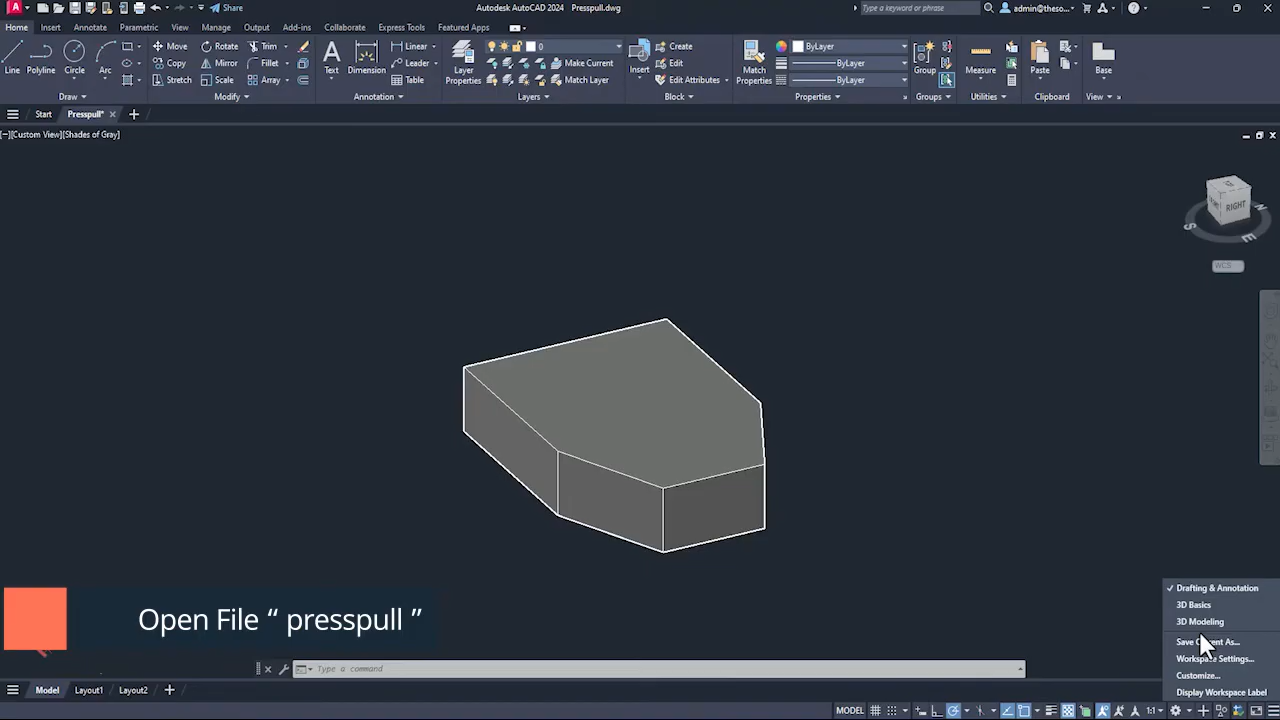 Share
Autodesk AutoCAD 2024 Presspull.dwg
Type a keyword or phrase
admin@theso...
Home Insert Annotate Parametric View Manage Output Add-ins Collaborate Express Tools Featured Apps
Line Polyline Circle Arc
Move Rotate Trim
Copy Mirror Fillet
Stretch Scale Array
Text Dimension
Linear
Leader
Table
Layer Properties
0
Make Current
Match Layer
Insert
Create
Edit
Edit Attributes
Match Properties
ByLayer
ByLayer
ByLayer
Group Measure Paste Base
Draw Modify Annotation Layers Block Properties Groups Utilities Clipboard View
Start Presspull*
[−][Custom View][Shades of Gray]
RIGHT
S E N
WCS
Drafting & Annotation
3D Basics
3D Modeling
Workspace Settings...
Customize...
Display Workspace Label
Open File “ presspull ”
Type a command
Model Layout1 Layout2
MODEL 1:1